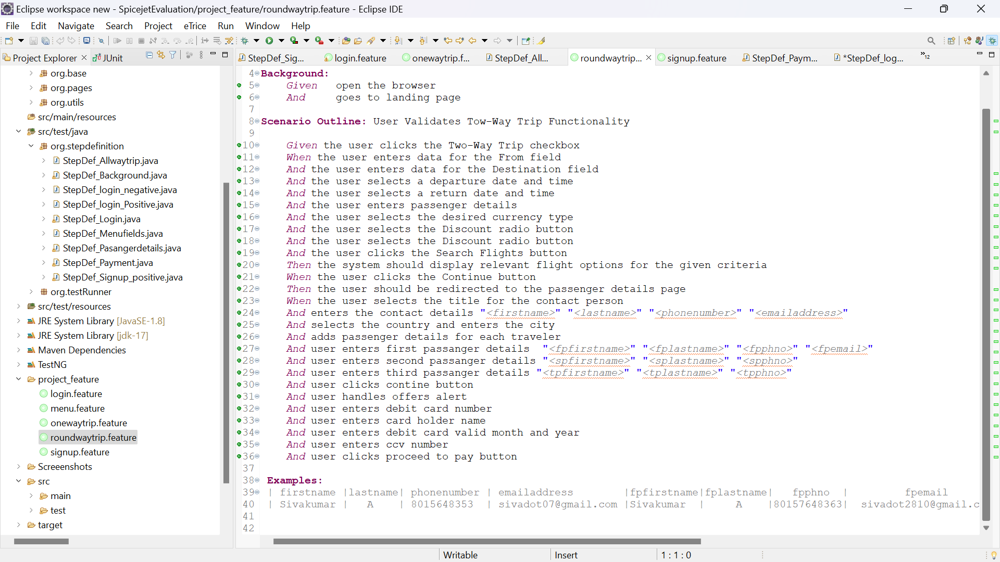 Eclipse workspace new - SpicejetEvaluation/project_feature/roundwaytrip.feature - Eclipse IDE
File Edit Navigate Search Project eTrice Run Window Help
Project Explorer JUnit
org.base
org.pages
org.utils
src/main/resources
src/test/java
org.stepdefinition
StepDef_Allwaytrip.java
StepDef_Background.java
StepDef_login_negative.java
StepDef_login_Positive.java
StepDef_Login.java
StepDef_Menufields.java
StepDef_Pasangerdetails.java
StepDef_Payment.java
StepDef_Signup_positive.java
org.testRunner
src/test/resources
JRE System Library [JavaSE-1.8]
JRE System Library [jdk-17]
Maven Dependencies
TestNG
project_feature
login.feature
menu.feature
onewaytrip.feature
roundwaytrip.feature
signup.feature
Screeenshots
src
main
test
target
StepDef_Sig... login.feature onewaytrip.f... StepDef_All... roundwaytrip... signup.feature StepDef_Paym... *StepDef_log... »12
4 Background:
5 Given open the browser
6 And goes to landing page
7
8 Scenario Outline: User Validates Tow-Way Trip Functionality
9
10 Given the user clicks the Two-Way Trip checkbox
11 When the user enters data for the From field
12 And the user enters data for the Destination field
13 And the user selects a departure date and time
14 And the user selects a return date and time
15 And the user enters passenger details
16 And the user selects the desired currency type
17 And the user selects the Discount radio button
18 And the user selects the Discount radio button
19 And the user clicks the Search Flights button
20 Then the system should display relevant flight options for the given criteria
21 When the user clicks the Continue button
22 Then the user should be redirected to the passenger details page
23 When the user selects the title for the contact person
24 And enters the contact details "<firstname>" "<lastname>" "<phonenumber>" "<emailaddress>"
25 And selects the country and enters the city
26 And adds passenger details for each traveler
27 And user enters first passanger details "<fpfirstname>" "<fplastname>" "<fpphno>" "<fpemail>"
28 And user enters second passanger details "<spfirstname>" "<splastname>" "<spphno>"
29 And user enters third passanger details "<tpfirstname>" "<tplastname>" "<tpphno>"
30 And user clicks contine button
31 And user handles offers alert
32 And user enters debit card number
33 And user enters card holder name
34 And user enters debit card valid month and year
35 And user enters ccv number
36 And user clicks proceed to pay button
37
38 Examples:
39 | firstname |lastname| phonenumber | emailaddress |fpfirstname|fplastname| fpphno | fpemail
40 | Sivakumar | A | 8015648353 | sivadot07@gmail.com |Sivakumar | A |80157648363| sivadot2810@gmail.c
41
42
Writable Insert 1 : 1 : 0